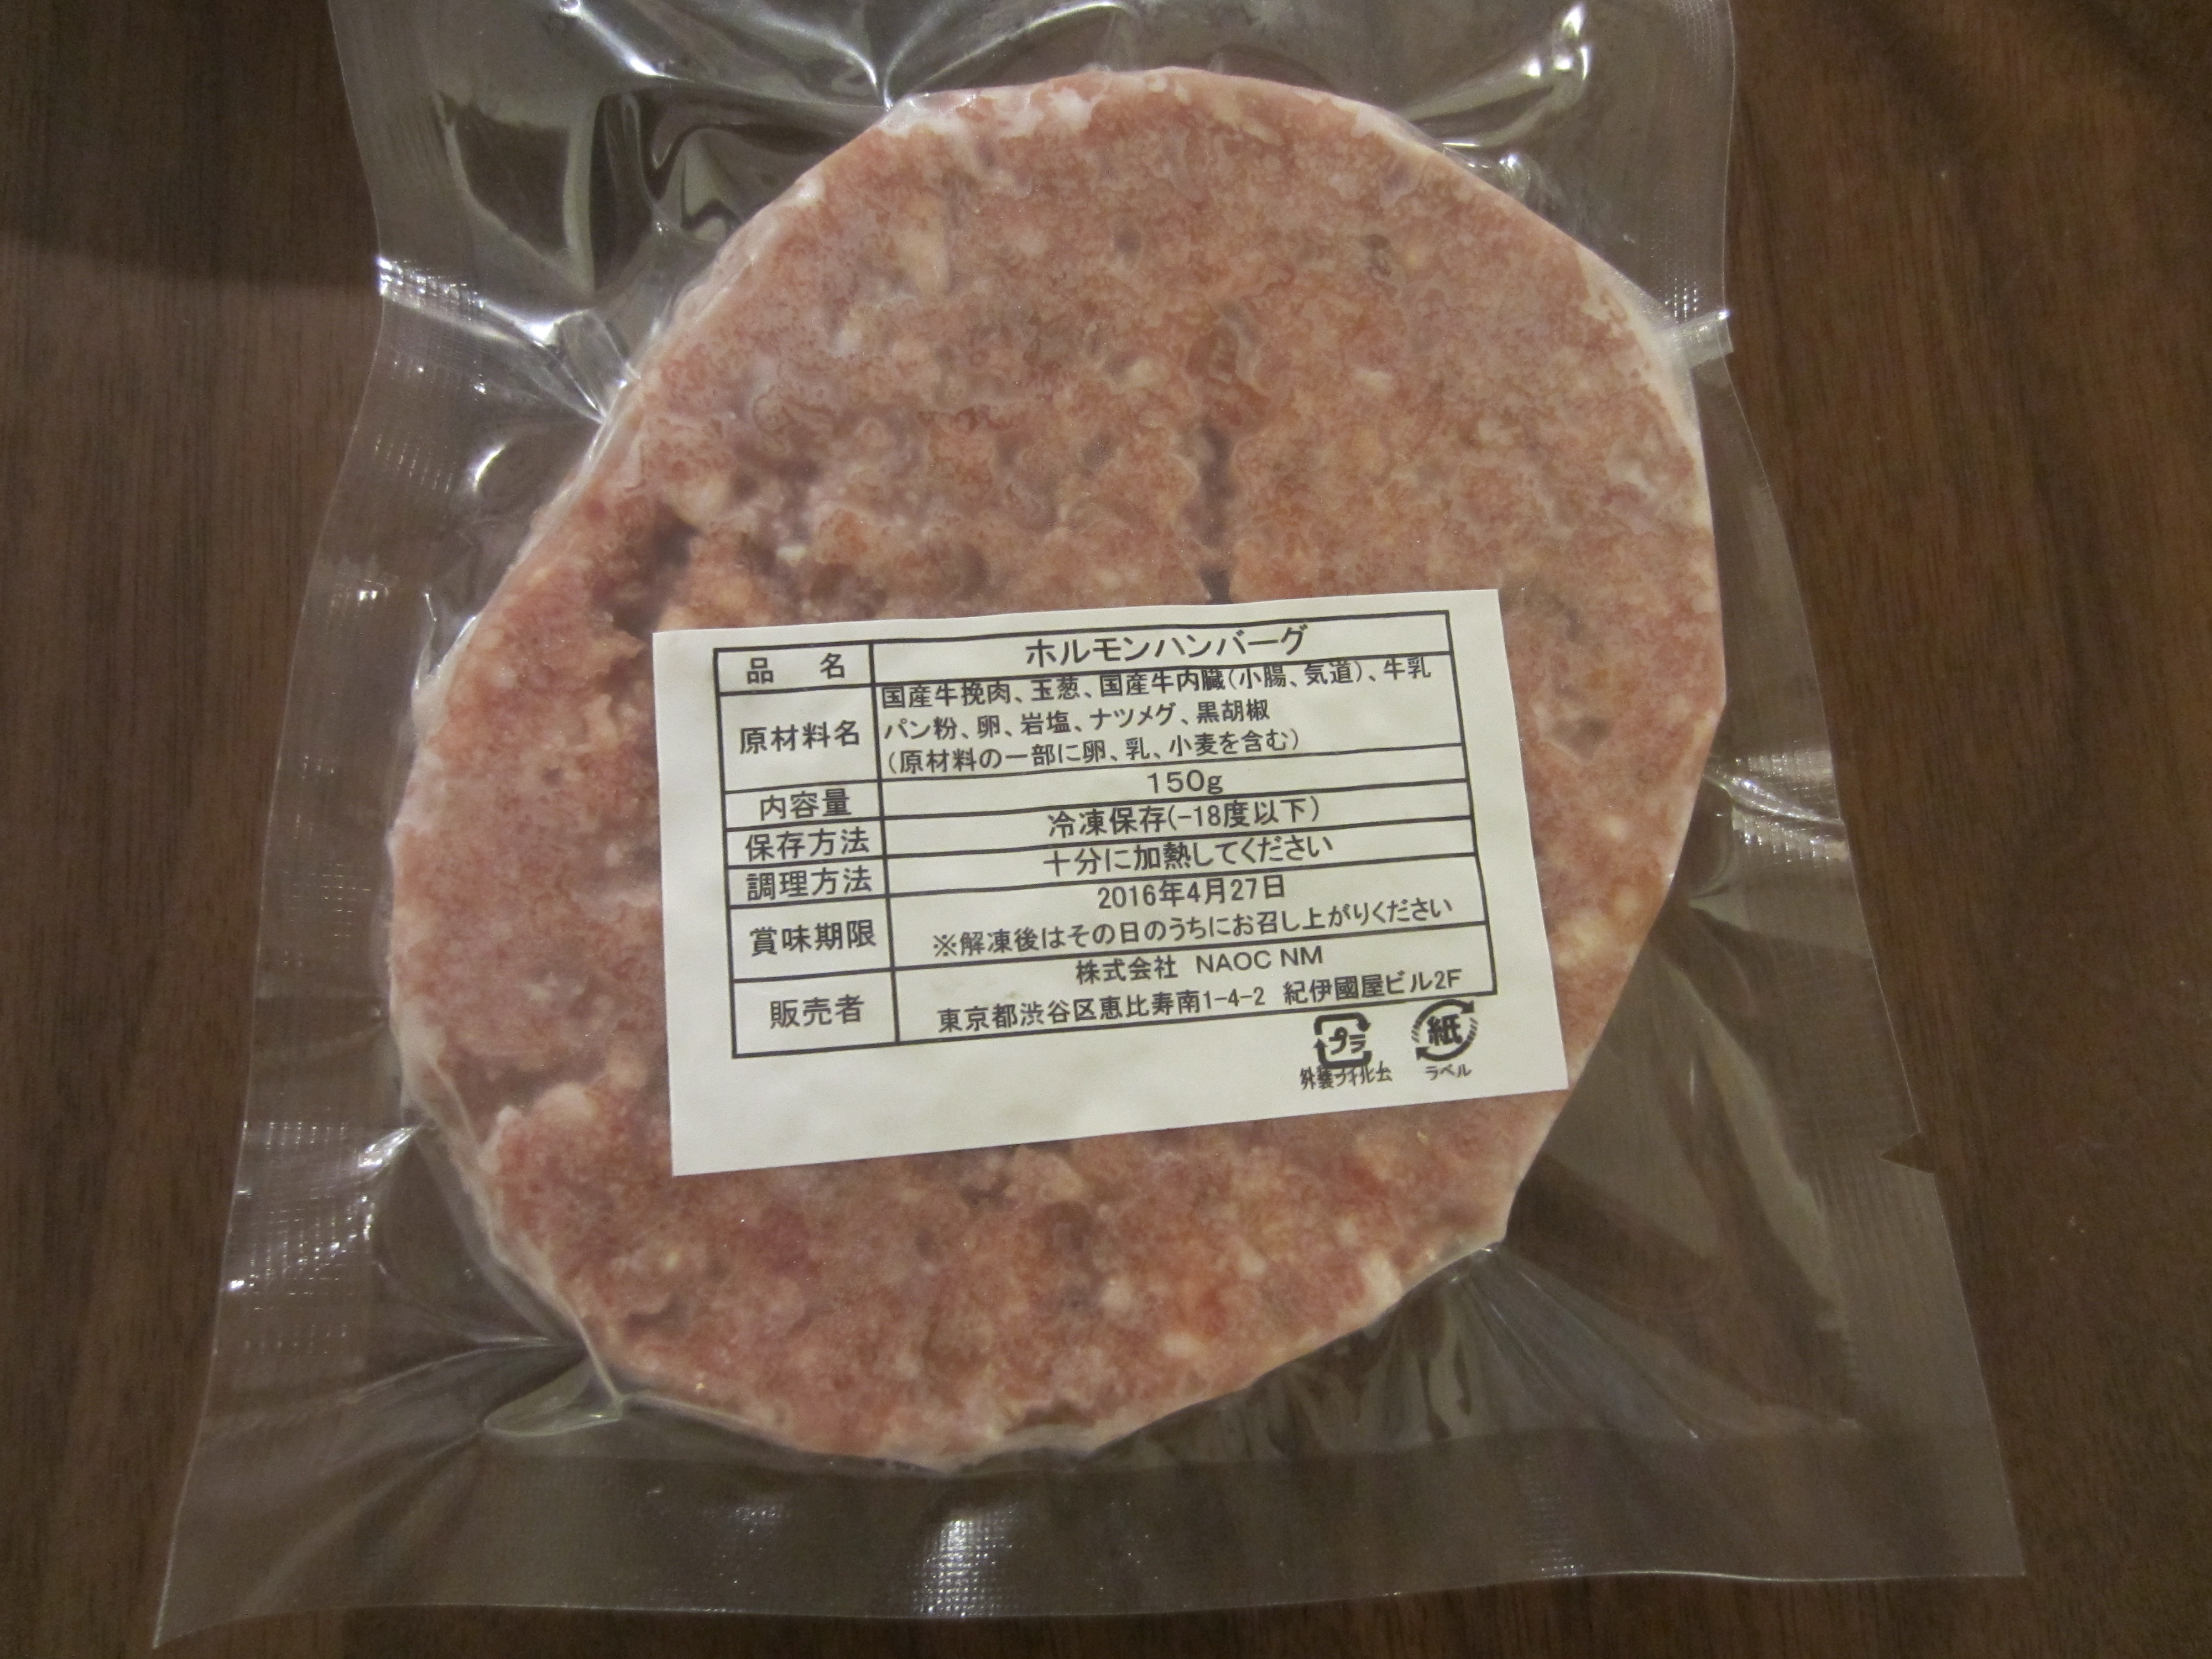 品　名　ホルモンハンバーグ
原材料名　国産牛挽肉、玉葱、国産牛内臓(小腸、気道)、牛乳
パン粉、卵、岩塩、ナツメグ、黒胡椒
(原材料の一部に卵、乳、小麦を含む)
内容量　150g
保存方法　冷凍保存(-18度以下)
調理方法　十分に加熱してください
賞味期限　2016年4月27日
※解凍後はその日のうちにお召し上がりください
販売者　株式会社 NAOC NM
東京都渋谷区恵比寿南1-4-2 紀伊國屋ビル2F
プラ　紙
外装フィルム　ラベル